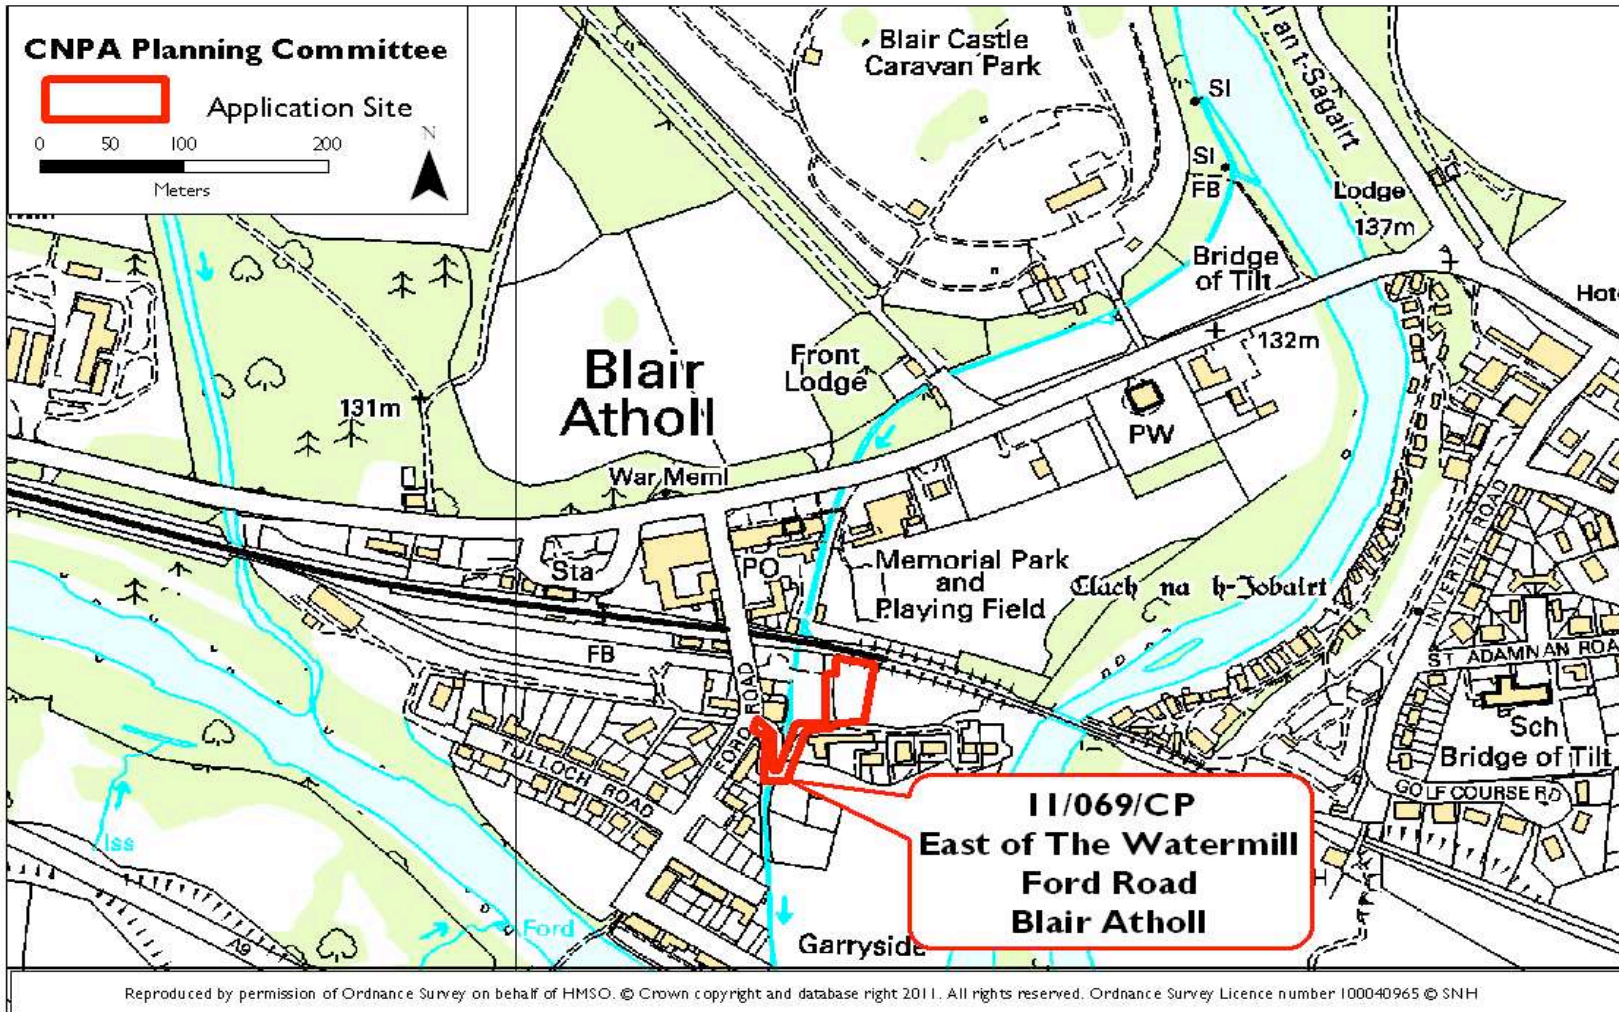 CNPA Planning Committee
Application Site
N
0 50 100 200
Meters
Blair Castle
Caravan Park
an t-Sagairt
SI
SI
FB
Lodge
137m
Bridge
of Tilt
132m
Front
Lodge
Blair
Atholl
131m
PW
War Meml
Sta
PO
Memorial Park
and
Playing Field
Clach na h-Iobairt
INVERTILT ROAD
ST ADAMNAN ROA
FB
FORD ROAD
TULLOCH ROAD
Sch
Bridge of Tilt
GOLF COURSE RD
Iss
A9
Ford
Garryside
11/069/CP
East of The Watermill
Ford Road
Blair Atholl
Reproduced by permission of Ordnance Survey on behalf of HMSO. © Crown copyright and database right 2011. All rights reserved. Ordnance Survey Licence number 100040965 © SNH